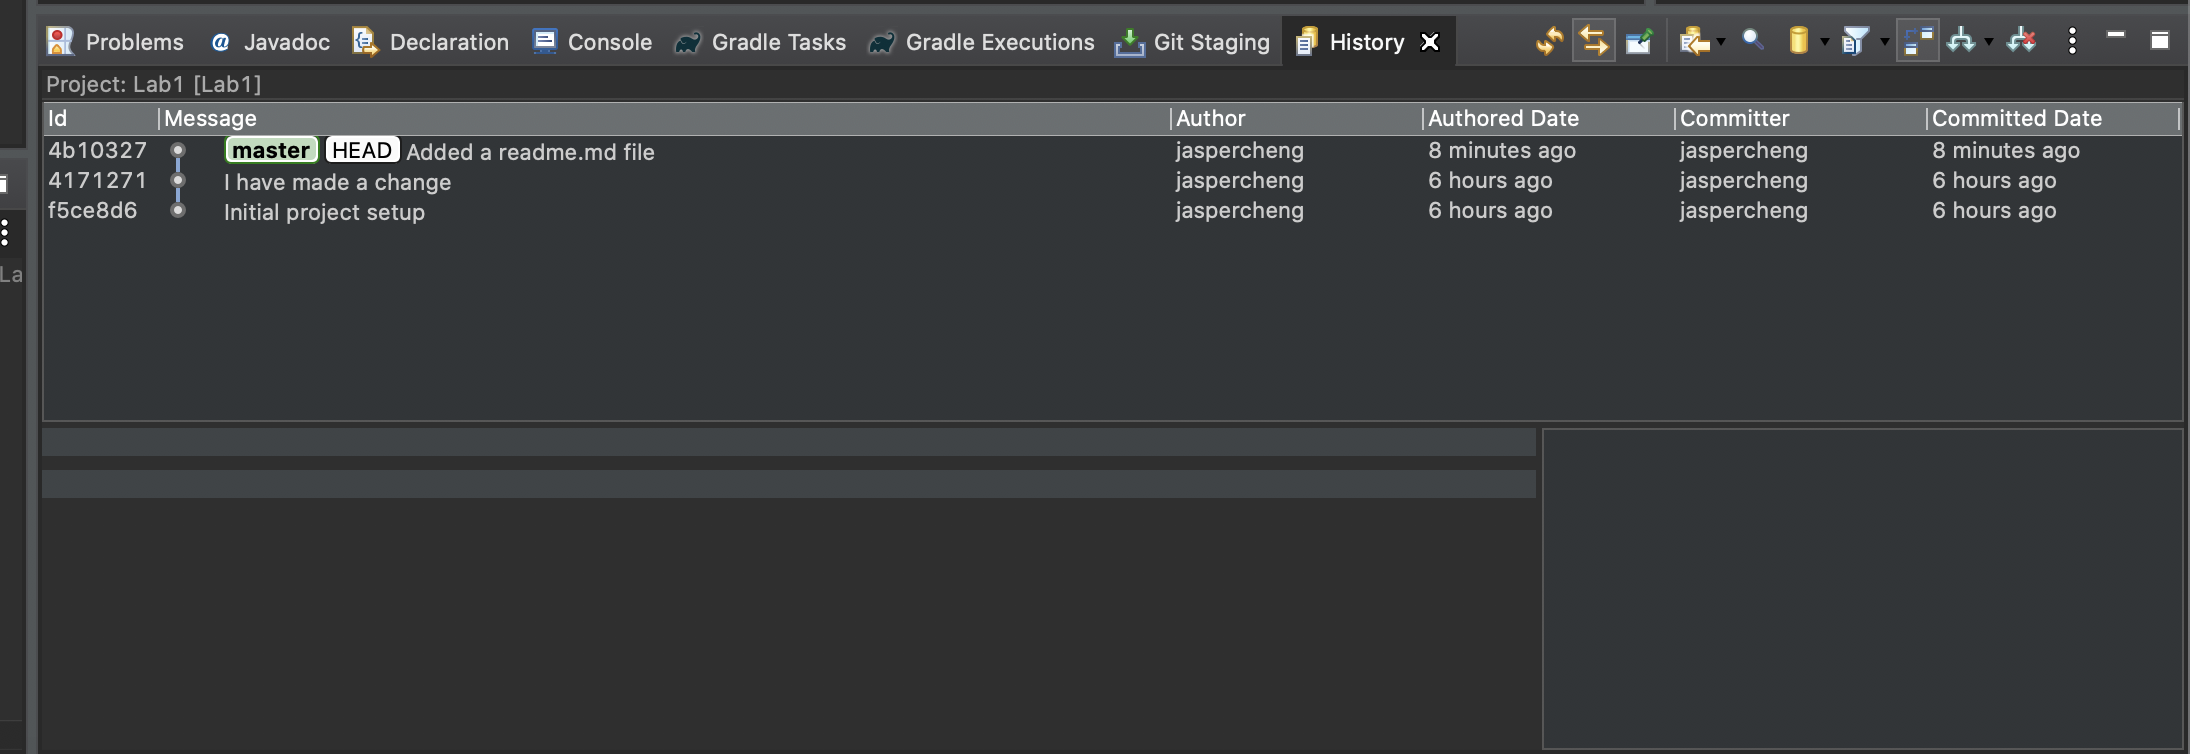 Problems @ Javadoc Declaration Console Gradle Tasks Gradle Executions Git Staging History
Project: Lab1 [Lab1]
Id Message Author Authored Date Committer Committed Date
4b10327 master HEAD Added a readme.md file jaspercheng 8 minutes ago jaspercheng 8 minutes ago
4171271 I have made a change jaspercheng 6 hours ago jaspercheng 6 hours ago
f5ce8d6 Initial project setup jaspercheng 6 hours ago jaspercheng 6 hours ago
La